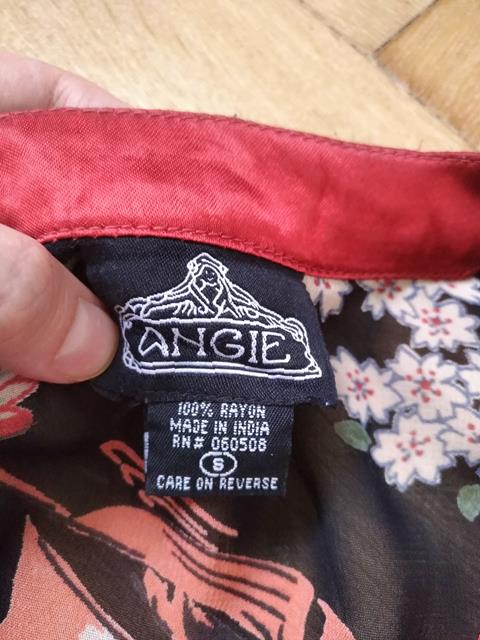 ANGIE
100% RAYON
MADE IN INDIA
RN# 060508
S
CARE ON REVERSE